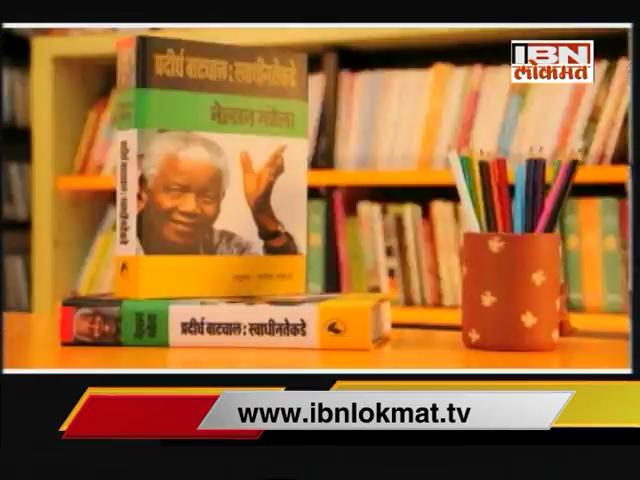 IBN
लोकमत
प्रदीर्घ वाटचाल : स्वाधीनतेकडे
नेल्सन मंडेला
प्रदीर्घ वाटचाल : स्वाधीनतेकडे
www.ibnlokmat.tv